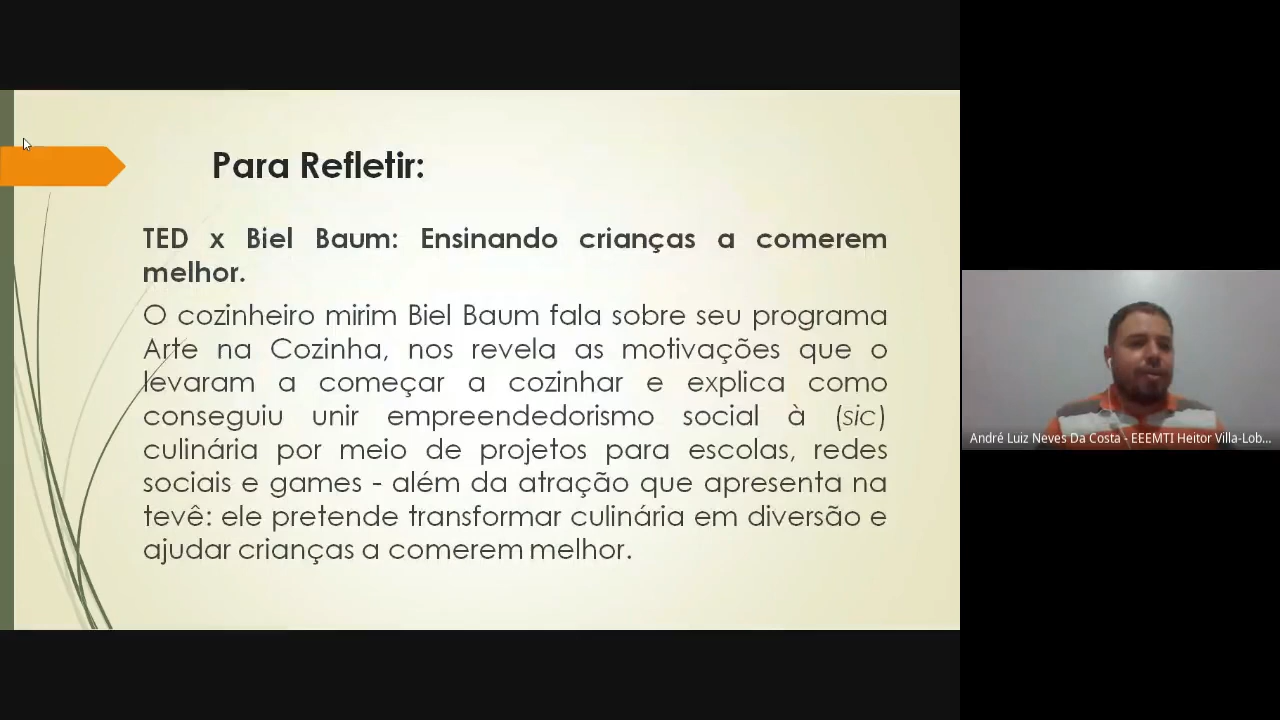 Para Refletir:
TED x Biel Baum: Ensinando crianças a comerem
melhor.
O cozinheiro mirim Biel Baum fala sobre seu programa
Arte na Cozinha, nos revela as motivações que o
levaram a começar a cozinhar e explica como
conseguiu unir empreendedorismo social à (sic)
culinária por meio de projetos para escolas, redes
sociais e games - além da atração que apresenta na
tevê: ele pretende transformar culinária em diversão e
ajudar crianças a comerem melhor.
André Luiz Neves Da Costa - EEEMTI Heitor Villa-Lob...